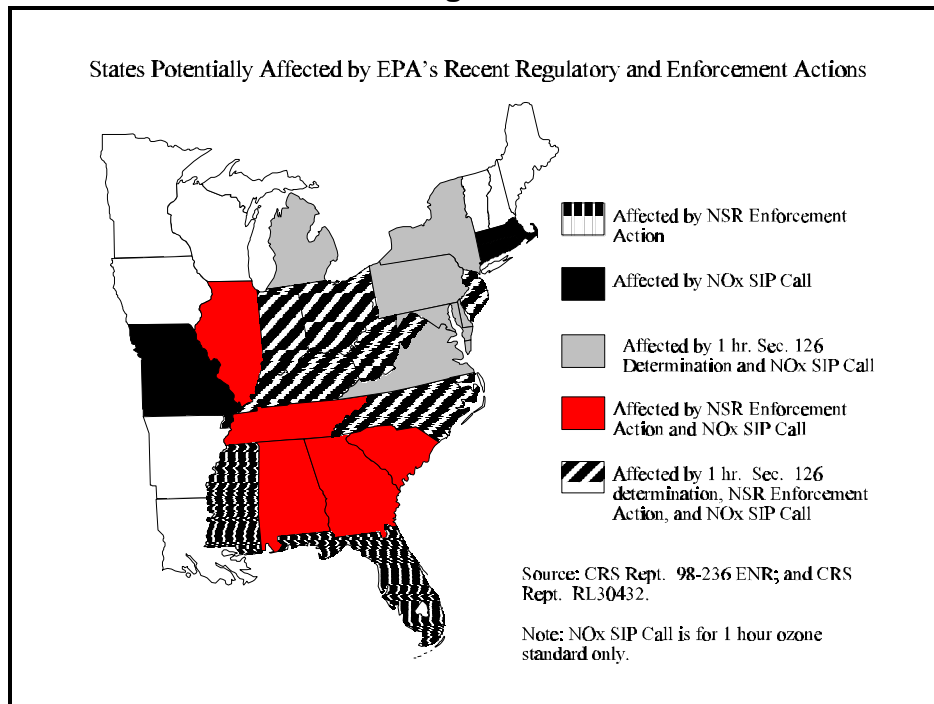 States Potentially Affected by EPA's Recent Regulatory and Enforcement Actions
Affected by NSR Enforcement
Action
Affected by NOx SIP Call
Affected by 1 hr. Sec. 126
Determination and NOx SIP Call
Affected by NSR Enforcement
Action and NOx SIP Call
Affected by 1 hr. Sec. 126
determination, NSR Enforcement
Action, and NOx SIP Call
Source: CRS Rept. 98-236 ENR; and CRS
Rept. RL30432.
Note: NOx SIP Call is for 1 hour ozone
standard only.